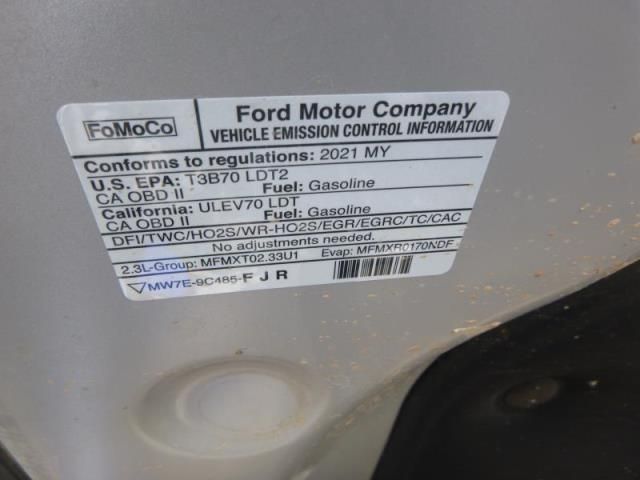 FoMoCo
Ford Motor Company
VEHICLE EMISSION CONTROL INFORMATION
Conforms to regulations: 2021 MY
U.S. EPA: T3B70 LDT2
CA OBD II Fuel: Gasoline
California: ULEV70 LDT
CA OBD II Fuel: Gasoline
DFI/TWC/HO2S/WR-HO2S/EGR/EGRC/TC/CAC
No adjustments needed.
2.3L-Group: MFMXT02.33U1 Evap: MFMXR0170NDF
MW7E-9C485-F J R